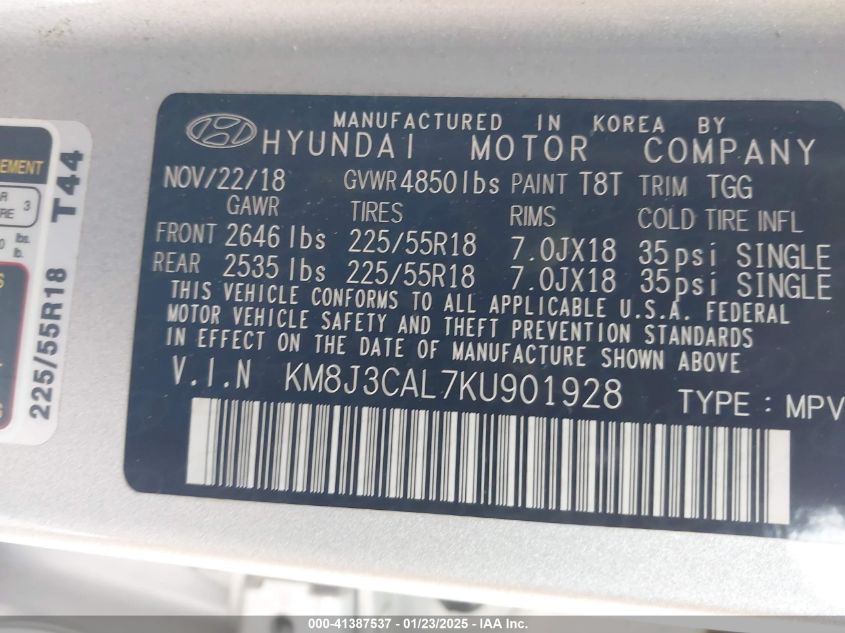 MANUFACTURED IN KOREA BY
HYUNDAI MOTOR COMPANY
NOV/22/18 GVWR 4850lbs PAINT T8T TRIM TGG
GAWR TIRES RIMS COLD TIRE INFL
FRONT 2646 lbs 225/55R18 7.0JX18 35psi SINGLE
REAR 2535 lbs 225/55R18 7.0JX18 35psi SINGLE
THIS VEHICLE CONFORMS TO ALL APPLICABLE U.S.A. FEDERAL
MOTOR VEHICLE SAFETY AND THEFT PREVENTION STANDARDS
IN EFFECT ON THE DATE OF MANUFACTURE SHOWN ABOVE
V.I.N KM8J3CAL7KU901928 TYPE : MPV
225/55R18 T44
3
lbs.
lb.
000-41387537 - 01/23/2025 - IAA Inc.